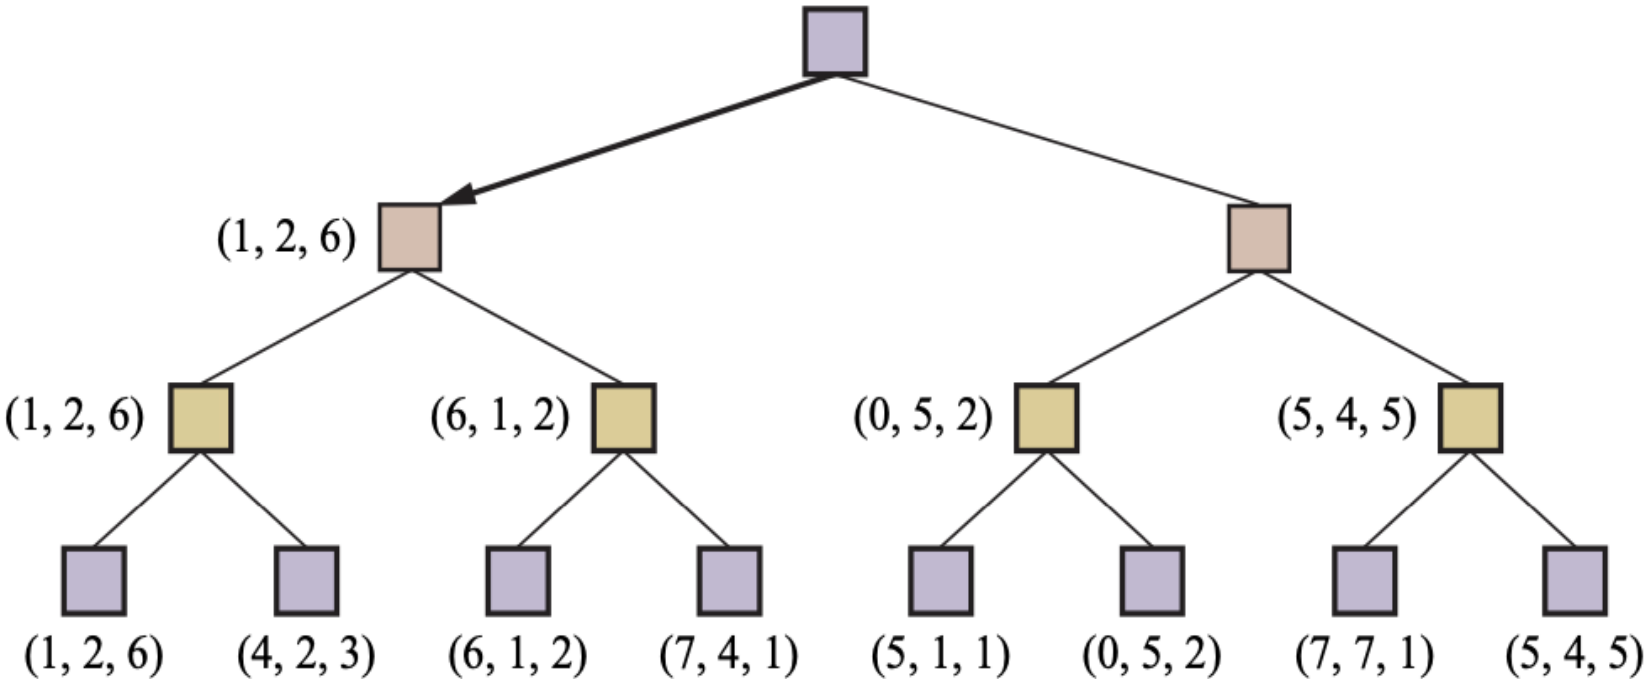 (1, 2, 6)
(1, 2, 6) (6, 1, 2) (0, 5, 2) (5, 4, 5)
(1, 2, 6) (4, 2, 3) (6, 1, 2) (7, 4, 1) (5, 1, 1) (0, 5, 2) (7, 7, 1) (5, 4, 5)